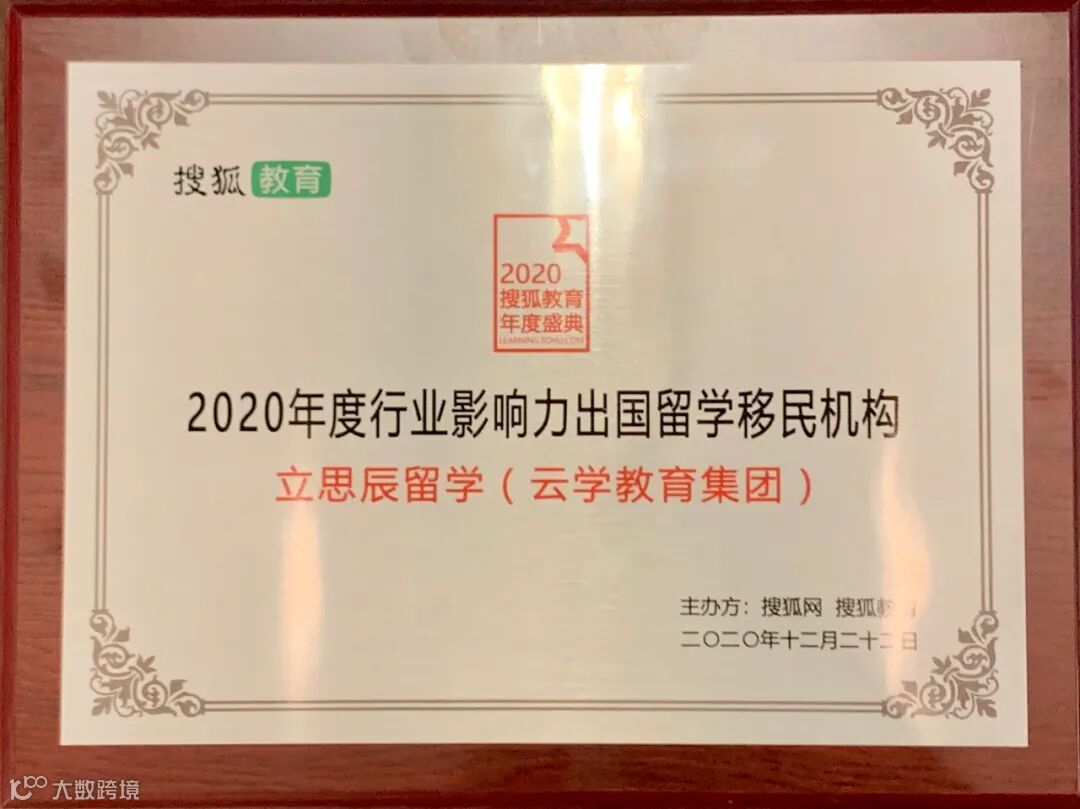 搜狐 教育
2020
搜狐教育
年度盛典
LEARNING.SOHU.COM
2020年度行业影响力出国留学移民机构
立思辰留学（云学教育集团）
主办方：搜狐网 搜狐教育
二〇二〇年十二月二十二日
大数跨境